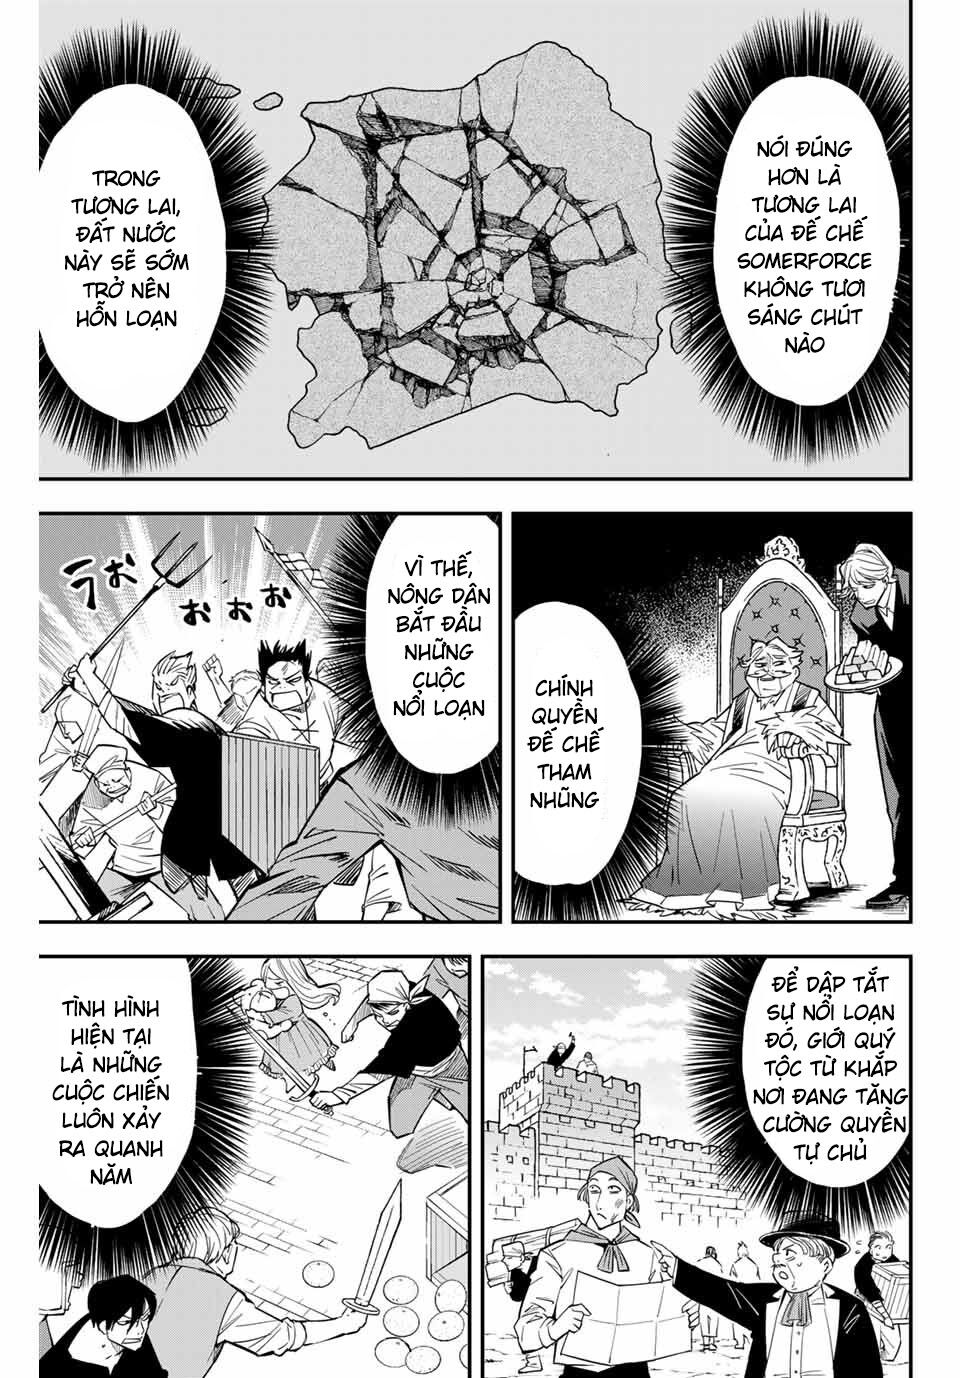 NÓI ĐÚNG
HƠN LÀ
TƯƠNG LAI
CỦA ĐẾ CHẾ
SOMERFORCE
KHÔNG TƯƠI
SÁNG CHÚT
NÀO
TRONG
TƯƠNG LAI,
ĐẤT NƯỚC
NÀY SẼ SỚM
TRỞ NÊN
HỖN LOẠN
CHÍNH
QUYỀN
ĐẾ CHẾ
THAM
NHŨNG
VÌ THẾ,
NÔNG DÂN
BẮT ĐẦU
NHỮNG
CUỘC
NỔI LOẠN
うお
おおお
ĐỂ DẬP TẮT
SỰ NỔI LOẠN
ĐÓ, GIỚI QUÝ
TỘC TỪ KHẮP
NƠI ĐANG TĂNG
CƯỜNG QUYỀN
TỰ CHỦ
TÌNH HÌNH
HIỆN TẠI
LÀ NHỮNG
CUỘC CHIẾN
LUÔN XẢY
RA QUANH
NĂM